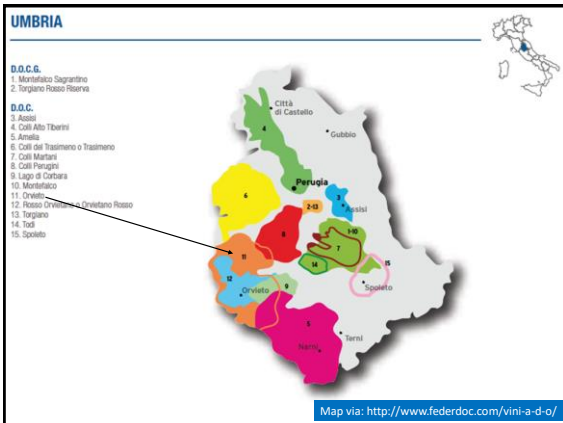 UMBRIA
D.O.C.G.
1. Montefalco Sagrantino
2. Torgiano Rosso Riserva
D.O.C.
3. Assisi
4. Colli Alto Tiberini
5. Amelia
6. Colli del Trasimeno o Trasimeno
7. Colli Martani
8. Colli Perugini
9. Lago di Corbara
10. Montefalco
11. Orvieto
12. Rosso Orvietano o Orvietano Rosso
13. Torgiano
14. Todi
15. Spoleto
Città
di Castello
4
Gubbio
Perugia
6
2-13
3
Assisi
8
1-10
7
11
14
15
12
Orvieto
9
Spoleto
5
Terni
Narni
Map via: http://www.federdoc.com/vini-a-d-o/